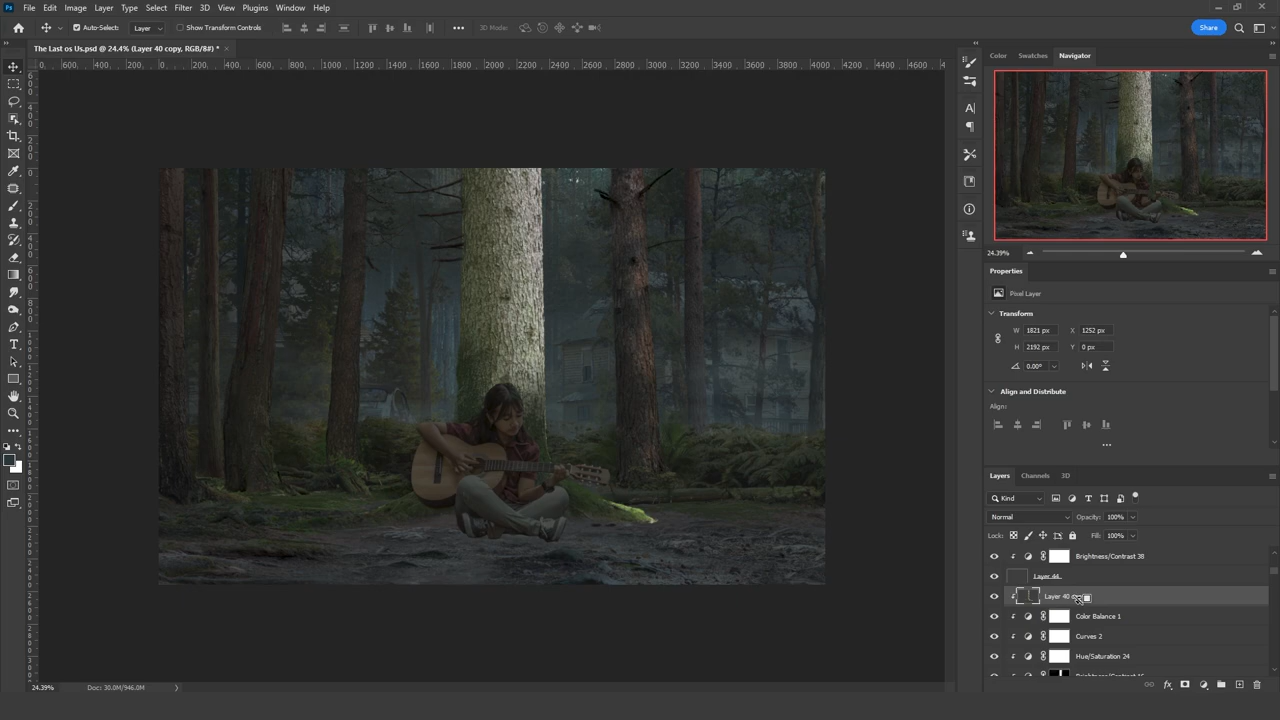 Ps File Edit Image Layer Type Select Filter 3D View Plugins Window Help
Auto-Select: Layer Show Transform Controls 3D Mode: Share
The Last os Us.psd @ 24.4% (Layer 40 copy, RGB/8#) *
Color Swatches Navigator
24.39%
Properties
Pixel Layer
Transform
W 1821 px X 1252 px
H 2192 px Y 0 px
0.00°
Align and Distribute
Align:
Layers Channels 3D
Kind
Normal Opacity: 100%
Lock: Fill: 100%
Brightness/Contrast 38
Layer 44
Layer 40
Color Balance 1
Curves 2
Hue/Saturation 24
24.39% Doc: 30.0M/946.0M